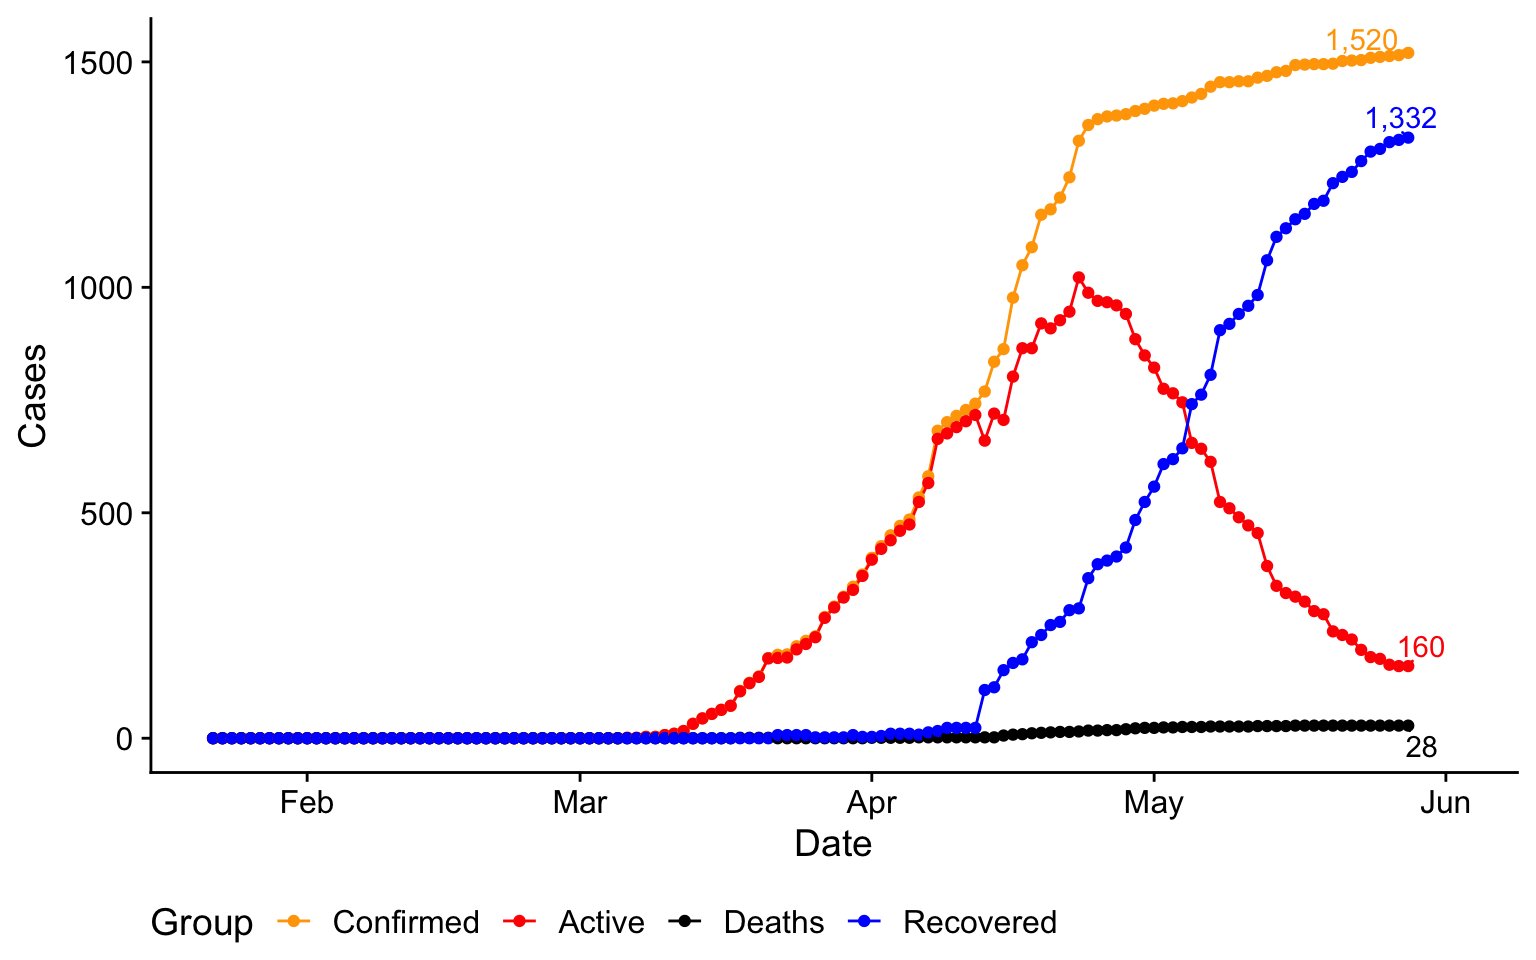 1,520
1500
1,332
1000
Cases
500
160
0
28
Feb Mar Apr May Jun
Date
Group Confirmed Active Deaths Recovered